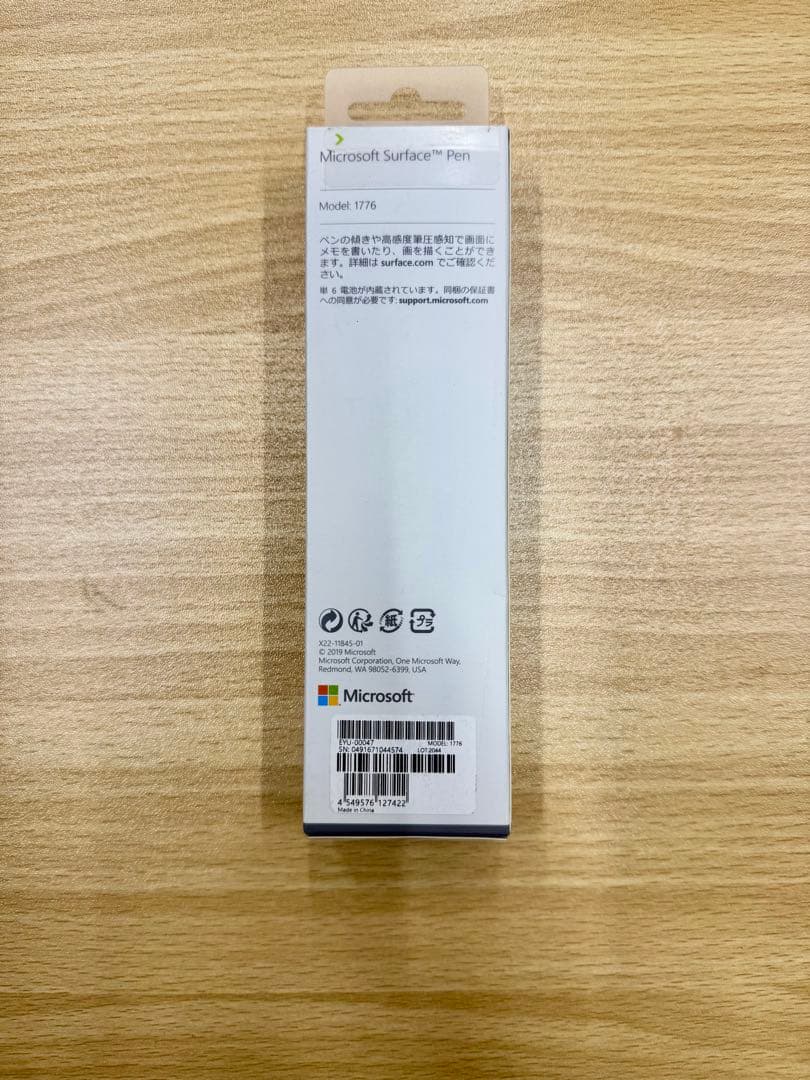 Microsoft Surface™ Pen
Model: 1776
ペンの傾きや高感度筆圧感知で画面に
メモを書いたり、画を描くことができ
ます。詳細は surface.com でご確認くだ
さい。
単 6 電池が内蔵されています。同梱の保証書
への同意が必要です: support.microsoft.com
紙
プラ
X22-11845-01
© 2019 Microsoft
Microsoft Corporation, One Microsoft Way,
Redmond, WA 98052-6399, USA
Microsoft
EYU-00047 MODEL: 1776
SN: 0491671044574 LOT:2044
4 549576 127422
Made in China